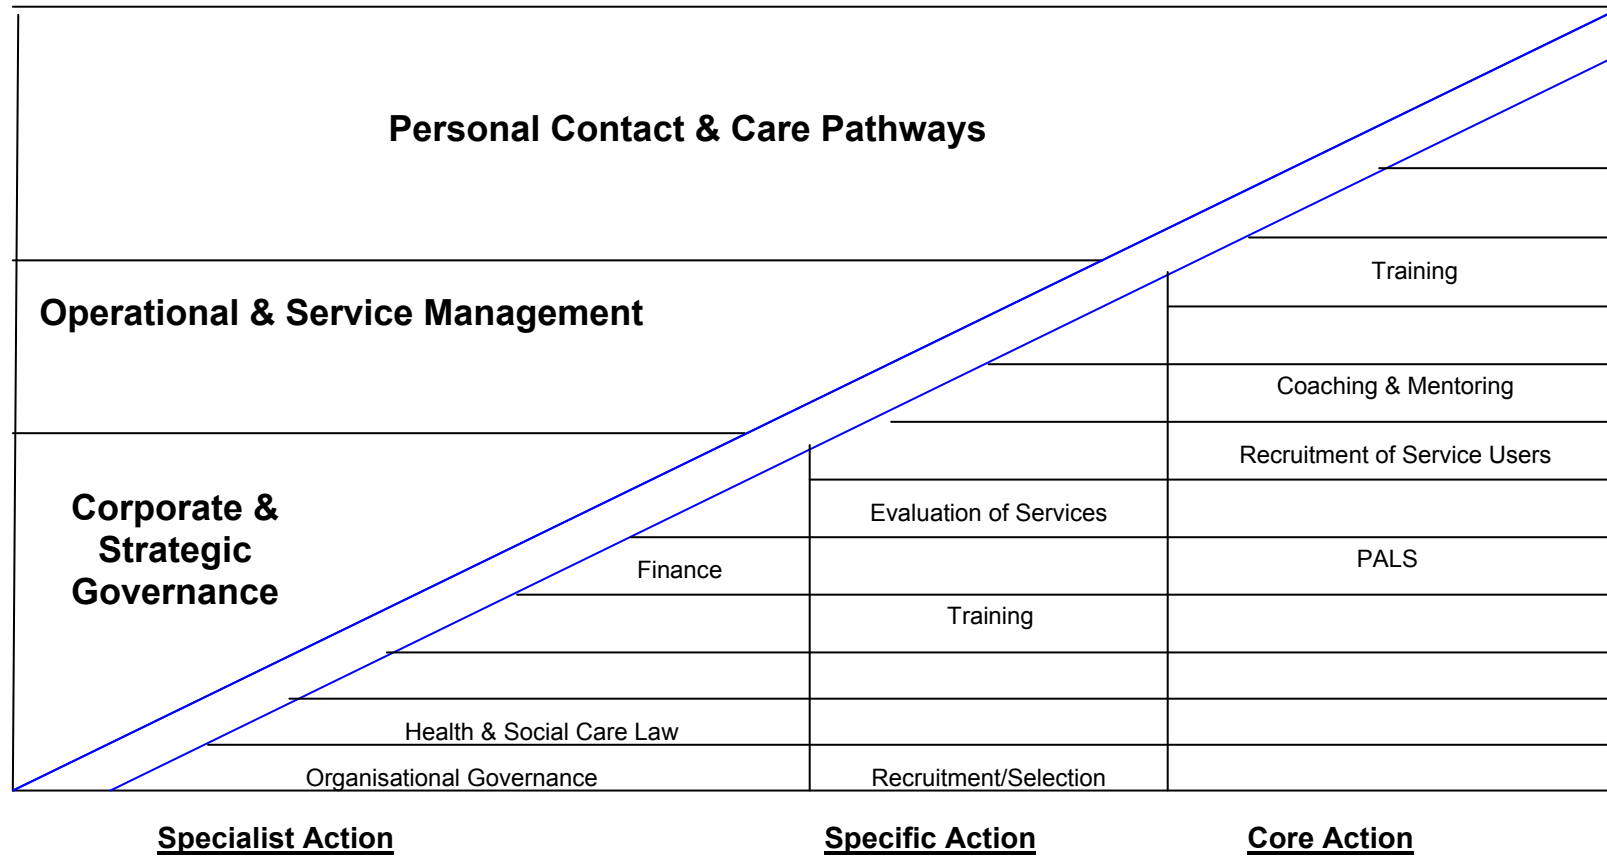 Personal Contact & Care Pathways
Training
Operational & Service Management
Coaching & Mentoring
Recruitment of Service Users
Corporate &
Strategic
Governance
Evaluation of Services
Finance
PALS
Training
Health & Social Care Law
Organisational Governance
Recruitment/Selection
Specialist Action
Specific Action
Core Action